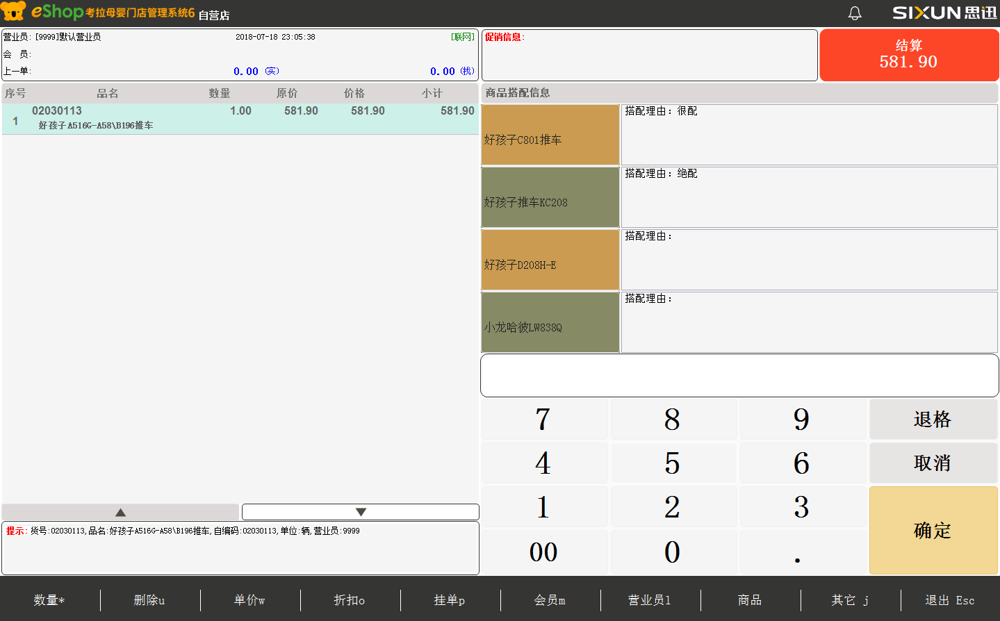 eShop考拉母婴门店管理系统6 自营店
SIXUN思迅
营业员: [9999]默认营业员 2018-07-18 23:05:38 [联网]
会 员:
上一单: 0.00 (实) 0.00 (找)
促销信息:
结算
581.90
序号 品名 数量 原价 价格 小计
1 02030113 1.00 581.90 581.90 581.90
好孩子A516G-A58\B196推车
商品搭配信息
好孩子C801推车 搭配理由: 很配
好孩子推车KC208 搭配理由: 绝配
好孩子D208H-E 搭配理由:
小龙哈彼LW838Q 搭配理由:
7 8 9 退格
4 5 6 取消
1 2 3
00 0 . 确定
▲ ▼
提示: 货号:02030113,品名:好孩子A516G-A58\B196推车,自编码:02030113,单位:辆,营业员:9999
数量* 删除u 单价w 折扣o 挂单p 会员m 营业员l 商品 其它 j 退出 Esc